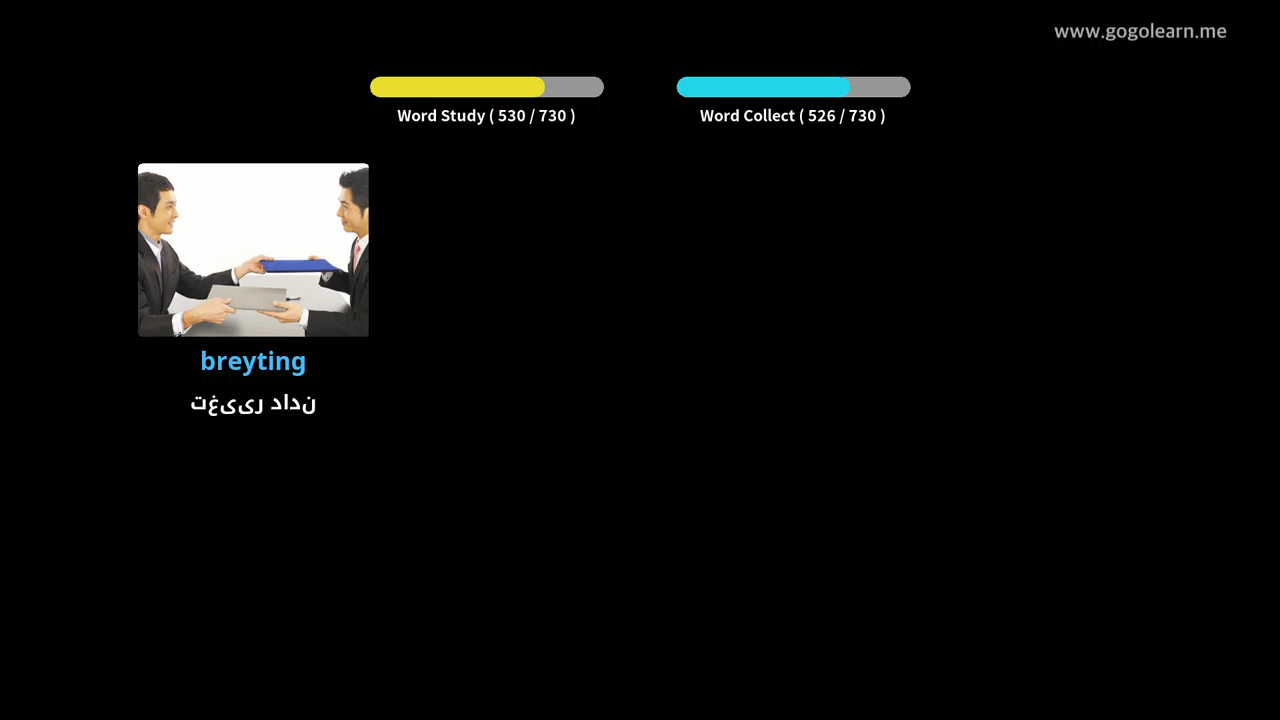 www.gogolearn.me
Word Study ( 530 / 730 )
Word Collect ( 526 / 730 )
breyting
تغییر دادن